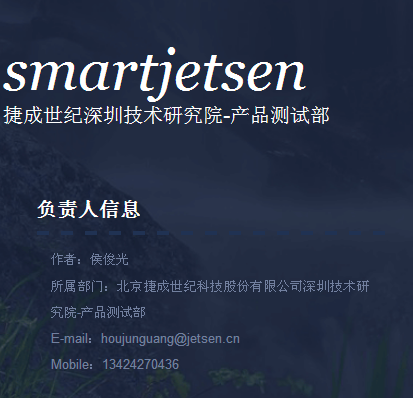 smartjetsen
捷成世纪深圳技术研究院-产品测试部
负责人信息
作者：侯俊光
所属部门：北京捷成世纪科技股份有限公司深圳技术研
究院-产品测试部
E-mail：houjunguang@jetsen.cn
Mobile：13424270436